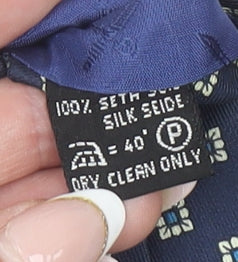 100% SETA SOIE
SILK SEIDE
= 40° P
DRY CLEAN ONLY